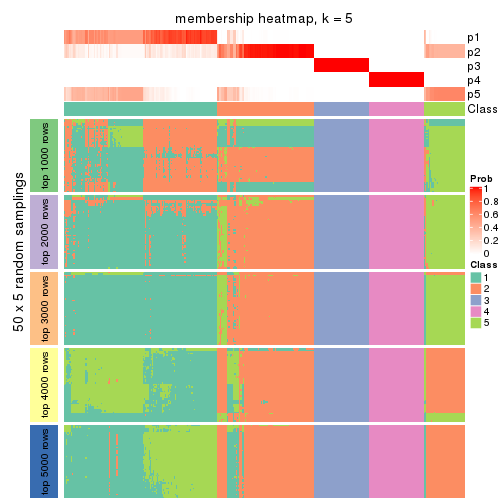 membership heatmap, k = 5
p1
p2
p3
p4
p5
Class
50 x 5 random samplings
top 1000 rows
top 2000 rows
top 3000 rows
top 4000 rows
top 5000 rows
Prob
1
0.8
0.6
0.4
0.2
0
Class
1
2
3
4
5